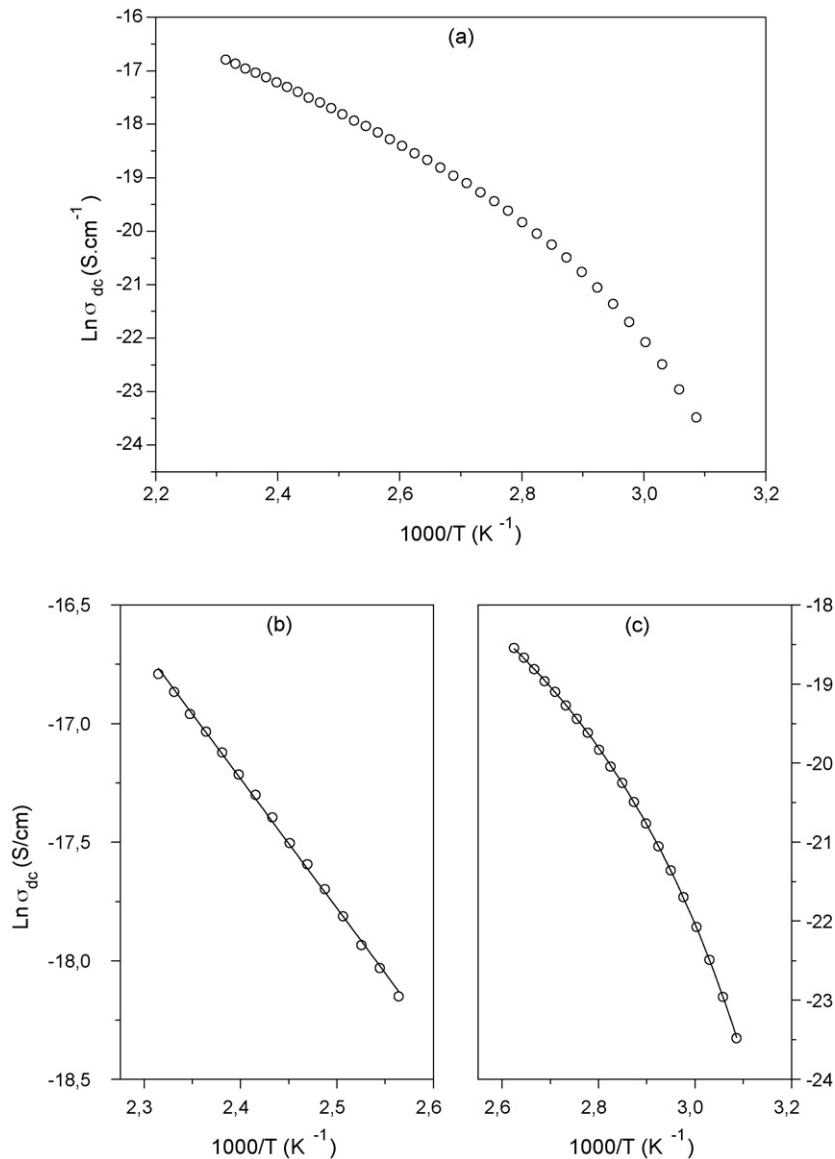 (a)
-16
-17
-18
-19
-20
-21
-22
-23
-24
Ln σ dc (S.cm-1)
2,2 2,4 2,6 2,8 3,0 3,2
1000/T (K -1)
(b)
-16,5
-17,0
-17,5
-18,0
-18,5
Ln σdc (S/cm)
2,3 2,4 2,5 2,6
1000/T (K -1)
(c)
-18
-19
-20
-21
-22
-23
-24
2,6 2,8 3,0 3,2
1000/T (K -1)